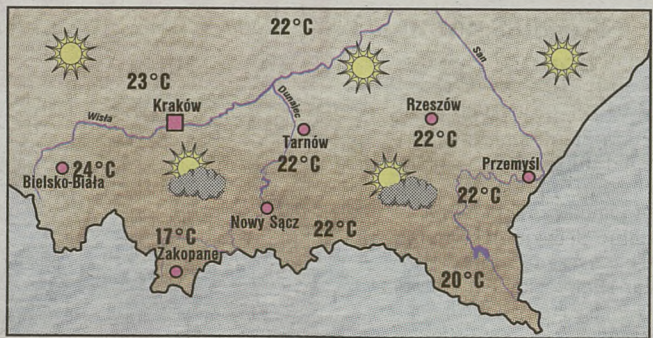 22°C
23°C
Kraków
Wisła
Dunajec
San
Rzeszów
22°C
Tarnów
22°C
24°C
Bielsko-Biała
Przemyśl
22°C
Nowy Sącz
22°C
17°C
Zakopane
20°C